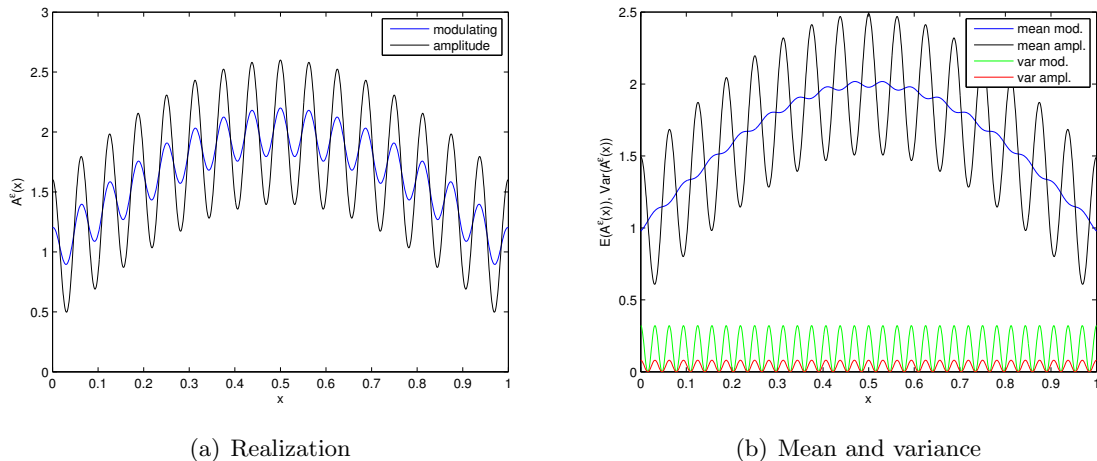 3
2.5
2
1.5
1
0.5
0
0 0.1 0.2 0.3 0.4 0.5 0.6 0.7 0.8 0.9 1
x
A^ε(x)
modulating
amplitude
(a) Realization
2.5
2
1.5
1
0.5
0
0 0.1 0.2 0.3 0.4 0.5 0.6 0.7 0.8 0.9 1
x
E(A^ε(x)), Var(A^ε(x))
mean mod.
mean ampl.
var mod.
var ampl.
(b) Mean and variance